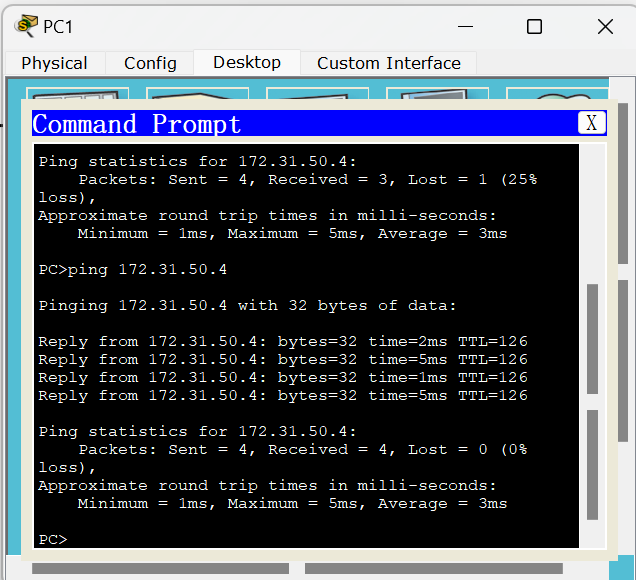 PC1
Physical Config Desktop Custom Interface
Command Prompt X
Ping statistics for 172.31.50.4:
    Packets: Sent = 4, Received = 3, Lost = 1 (25%
loss),
Approximate round trip times in milli-seconds:
    Minimum = 1ms, Maximum = 5ms, Average = 3ms
PC>ping 172.31.50.4
Pinging 172.31.50.4 with 32 bytes of data:
Reply from 172.31.50.4: bytes=32 time=2ms TTL=126
Reply from 172.31.50.4: bytes=32 time=5ms TTL=126
Reply from 172.31.50.4: bytes=32 time=1ms TTL=126
Reply from 172.31.50.4: bytes=32 time=5ms TTL=126
Ping statistics for 172.31.50.4:
    Packets: Sent = 4, Received = 4, Lost = 0 (0%
loss),
Approximate round trip times in milli-seconds:
    Minimum = 1ms, Maximum = 5ms, Average = 3ms
PC>